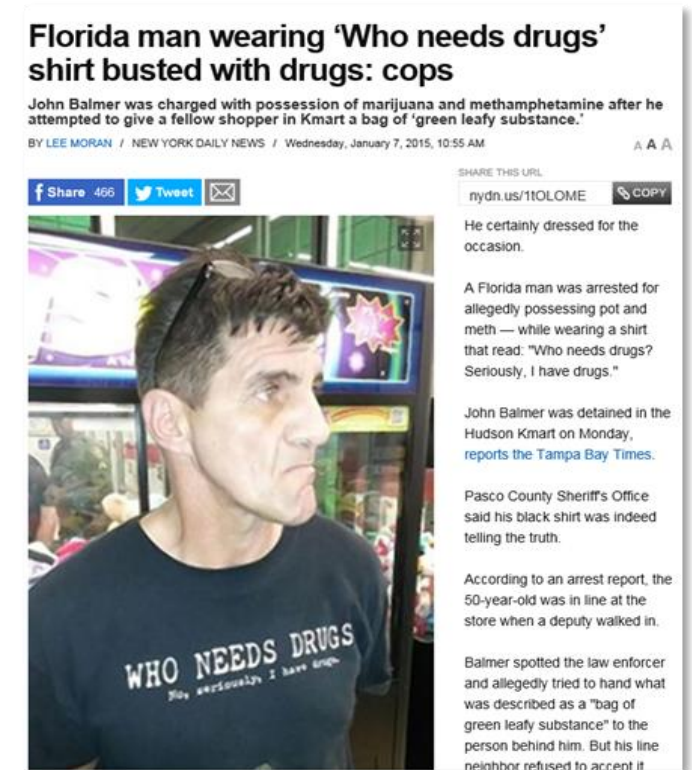 Florida man wearing ‘Who needs drugs’
shirt busted with drugs: cops
John Balmer was charged with possession of marijuana and methamphetamine after he
attempted to give a fellow shopper in Kmart a bag of ‘green leafy substance.’
BY LEE MORAN / NEW YORK DAILY NEWS / Wednesday, January 7, 2015, 10:55 AM
A A A
f Share 466
Tweet
SHARE THIS URL
nydn.us/1tOLOME
COPY
WHO NEEDS DRUGS
No, seriously, I have drugs.
He certainly dressed for the
occasion.
A Florida man was arrested for
allegedly possessing pot and
meth — while wearing a shirt
that read: "Who needs drugs?
Seriously, I have drugs."
John Balmer was detained in the
Hudson Kmart on Monday,
reports the Tampa Bay Times.
Pasco County Sheriff's Office
said his black shirt was indeed
telling the truth.
According to an arrest report, the
50-year-old was in line at the
store when a deputy walked in.
Balmer spotted the law enforcer
and allegedly tried to hand what
was described as a "bag of
green leafy substance" to the
person behind him. But his line
neighbor refused to accept it